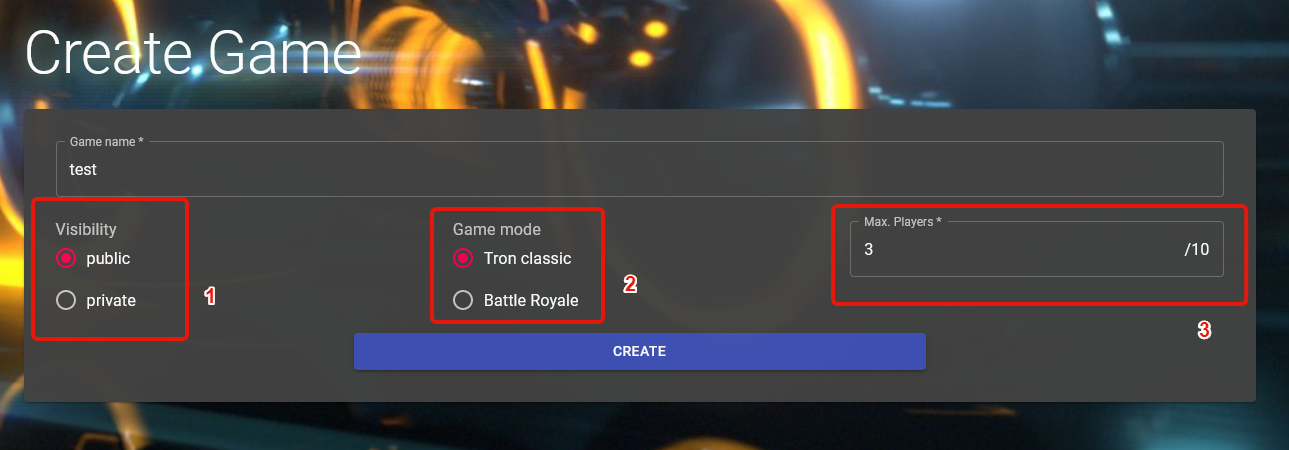 Create Game
Game name *
test
Visibility
public
private
1
Game mode
Tron classic
Battle Royale
2
Max. Players *
3 /10
3
CREATE